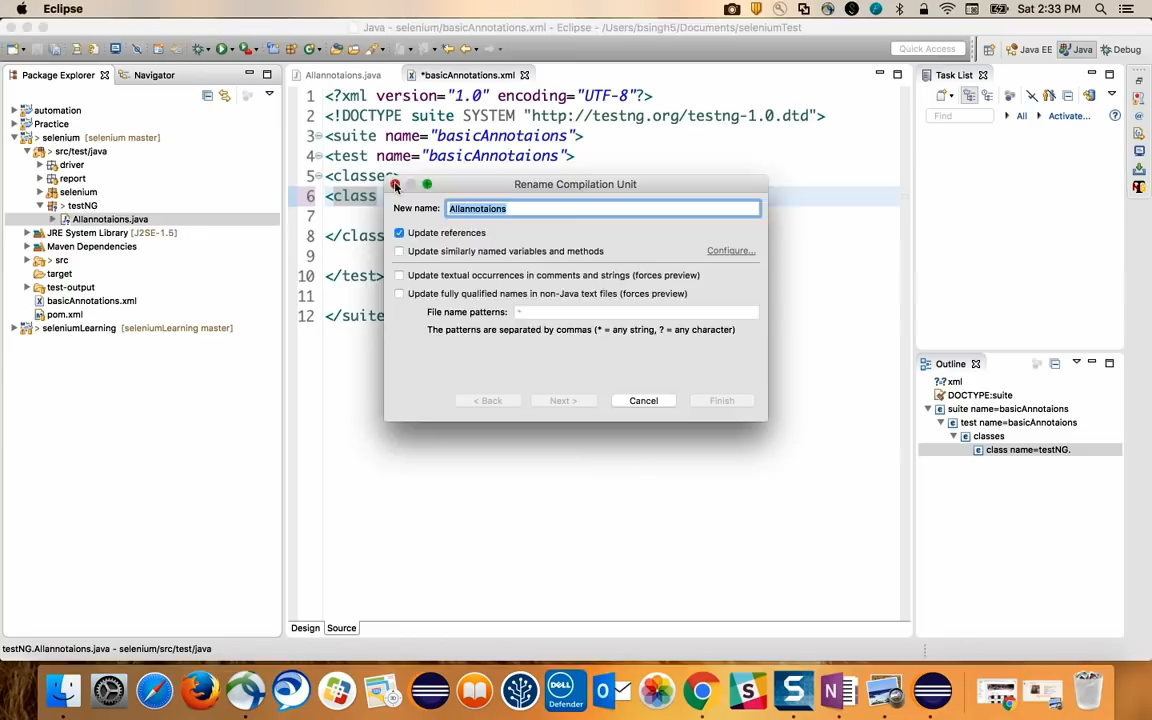 Eclipse
Sat 2:33 PM
Java - selenium/basicAnnotations.xml - Eclipse - /Users/bsingh5/Documents/seleniumTest
Quick Access
Java EE
Java
Debug
Package Explorer
Navigator
Allannotaions.java
*basicAnnotations.xml
Task List
automation
Practice
> selenium [selenium master]
> src/test/java
driver
report
selenium
> testNG
Allannotaions.java
JRE System Library [J2SE-1.5]
Maven Dependencies
> src
target
test-output
basicAnnotations.xml
pom.xml
> seleniumLearning [seleniumLearning master]
1 <?xml version="1.0" encoding="UTF-8"?>
2 <!DOCTYPE suite SYSTEM "http://testng.org/testng-1.0.dtd">
3 <suite name="basicAnnotaions">
4 <test name="basicAnnotaions">
5 <classes>
6 <class
7
8 </class
9
10 </test>
11
12 </suite
Rename Compilation Unit
New name: Allannotaions
Update references
Update similarly named variables and methods
Configure...
Update textual occurrences in comments and strings (forces preview)
Update fully qualified names in non-Java text files (forces preview)
File name patterns: *
The patterns are separated by commas (* = any string, ? = any character)
< Back
Next >
Cancel
Finish
Find
All
Activate...
Outline
xml
DOCTYPE:suite
suite name=basicAnnotaions
test name=basicAnnotaions
classes
class name=testNG.
Design
Source
testNG.Allannotaions.java - selenium/src/test/java
DELL
Defender